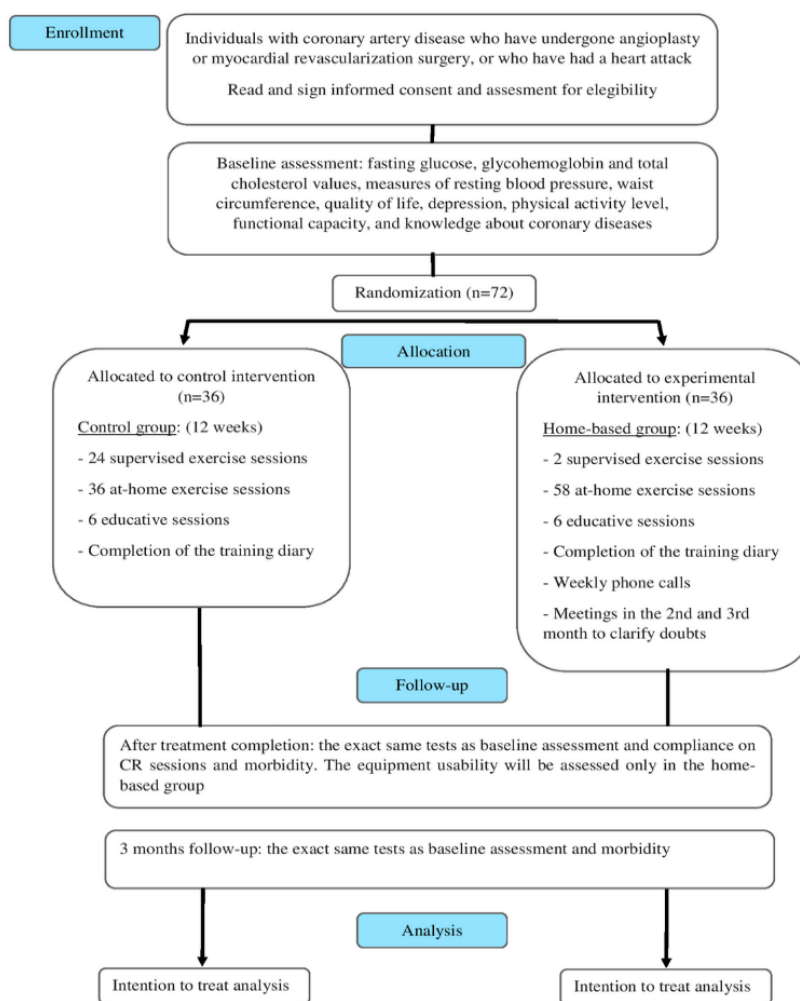 Enrollment
Individuals with coronary artery disease who have undergone angioplasty
or myocardial revascularization surgery, or who have had a heart attack
Read and sign informed consent and assesment for elegibility
Baseline assessment: fasting glucose, glycohemoglobin and total
cholesterol values, measures of resting blood pressure, waist
circumference, quality of life, depression, physical activity level,
functional capacity, and knowledge about coronary diseases
Randomization (n=72)
Allocation
Allocated to control intervention
(n=36)
Control group: (12 weeks)
- 24 supervised exercise sessions
- 36 at-home exercise sessions
- 6 educative sessions
- Completion of the training diary
Allocated to experimental
intervention (n=36)
Home-based group: (12 weeks)
- 2 supervised exercise sessions
- 58 at-home exercise sessions
- 6 educative sessions
- Completion of the training diary
- Weekly phone calls
- Meetings in the 2nd and 3rd
month to clarify doubts
Follow-up
After treatment completion: the exact same tests as baseline assessment and compliance on
CR sessions and morbidity. The equipment usability will be assessed only in the home-
based group
3 months follow-up: the exact same tests as baseline assessment and morbidity
Analysis
Intention to treat analysis
Intention to treat analysis